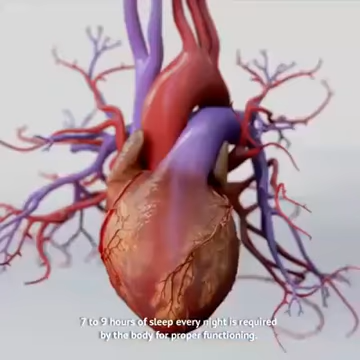 7 to 9 hours of sleep every night is required
by the body for proper functioning.